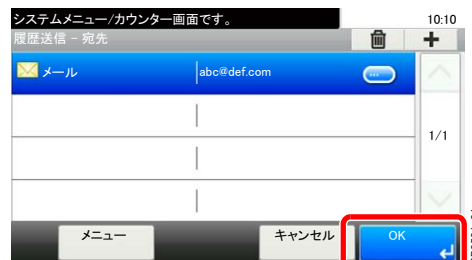 システムメニュー/カウンター画面です。 10:10
履歴送信 - 宛先
メール abc@def.com
1/1
メニュー キャンセル OK